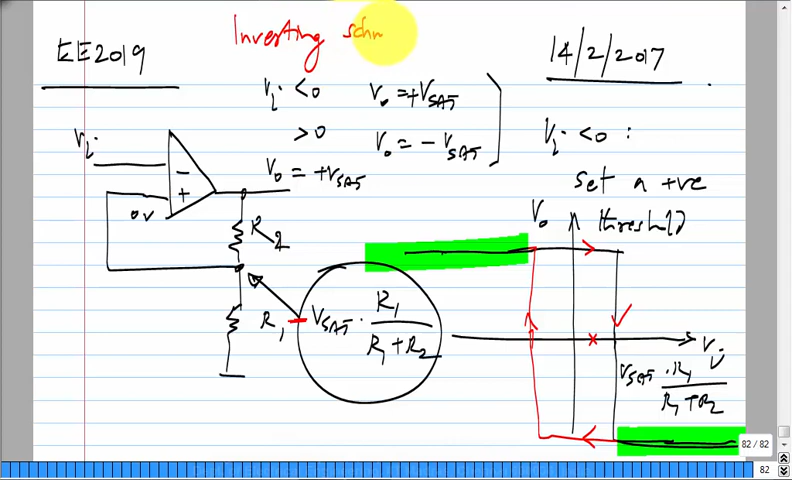 Inverting schm
EE2019
14/2/2017
Vi <0 Vo = +VSAT
>0 Vo = -VSAT
Vi <0 :
Vi
Vo = +VSAT
set a +ve
threshold
Vo
-
+
0V
R2
R1
VSAT . R1 / R1+R2
Vi
VSAT . R1 / R1+R2
82 / 82
82